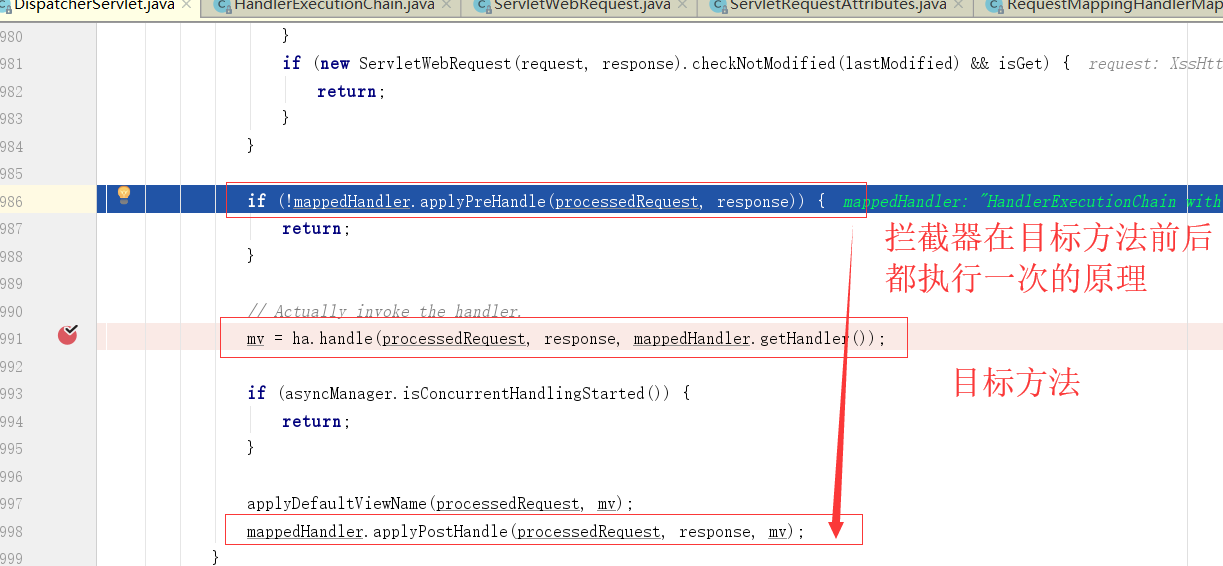 DispatcherServlet.java × HandlerExecutionChain.java × ServletWebRequest.java × ServletRequestAttributes.java × RequestMappingHandlerMap
980 }
981 if (new ServletWebRequest(request, response).checkNotModified(lastModified) && isGet) { request: XssHtt
982 return;
983 }
984 }
985
986 if (!mappedHandler.applyPreHandle(processedRequest, response)) { mappedHandler: "HandlerExecutionChain with
987 return;
988 }
拦截器在目标方法前后
都执行一次的原理
989
990 // Actually invoke the handler.
991 mv = ha.handle(processedRequest, response, mappedHandler.getHandler());
992
目标方法
993 if (asyncManager.isConcurrentHandlingStarted()) {
994 return;
995 }
996
997 applyDefaultViewName(processedRequest, mv);
998 mappedHandler.applyPostHandle(processedRequest, response, mv);
999 }